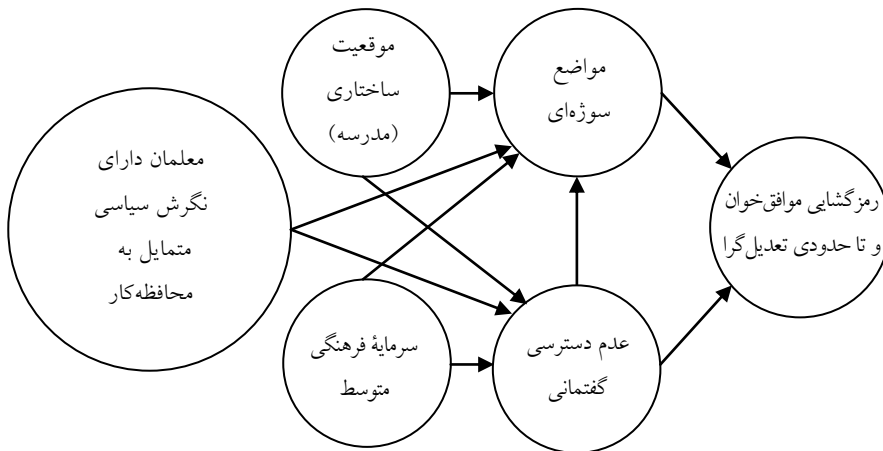 موقعیت
ساختاری
(مدرسه)
مواضع
سوژه‌ای
معلمان دارای
نگرش سیاسی
متمایل به
محافظه‌کار
رمزگشایی موافق‌خوان
و تا حدودی تعدیل‌گرا
سرمایهٔ فرهنگی
متوسط
عدم دسترسی
گفتمانی